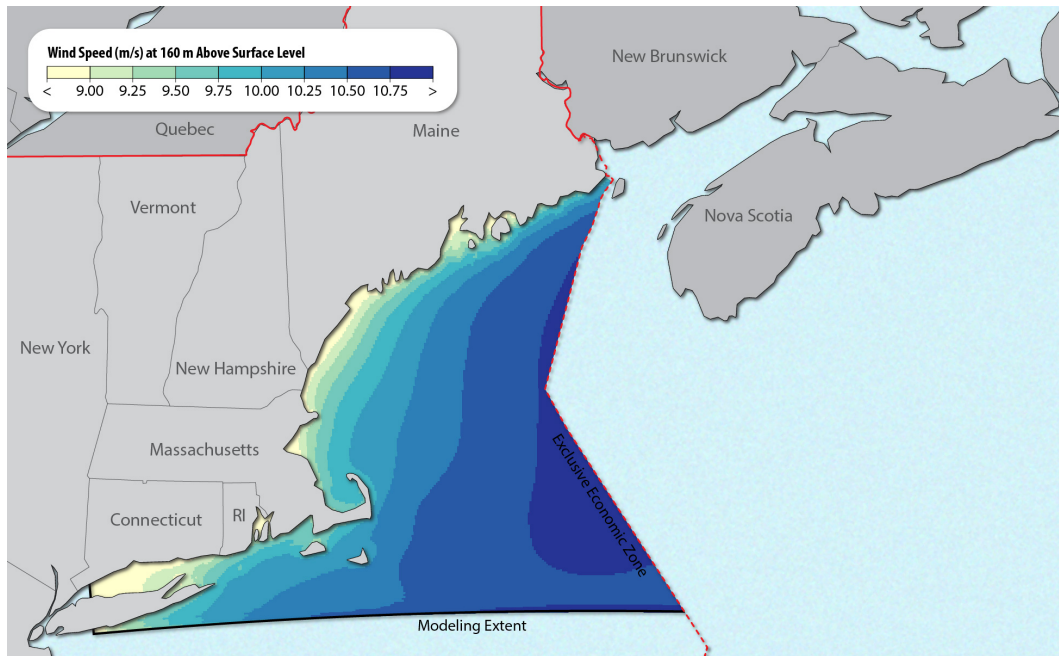 Wind Speed (m/s) at 160 m Above Surface Level
< 9.00 9.25 9.50 9.75 10.00 10.25 10.50 10.75 >
New Brunswick
Quebec
Maine
Vermont
Nova Scotia
New York
New Hampshire
Massachusetts
Connecticut
RI
Exclusive Economic Zone
Modeling Extent